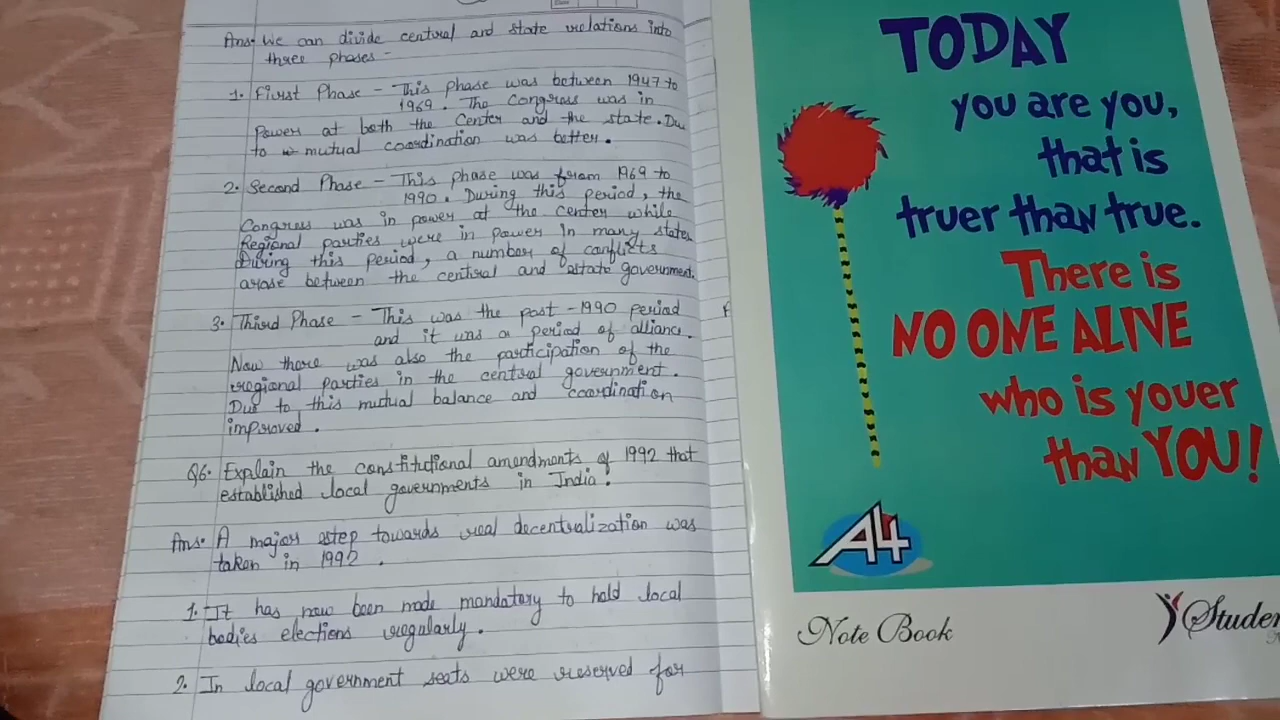 Ans. We can divide central and state relations into
three phases -
1. First Phase - This phase was between 1947 to
1969. The Congress was in
Power at both the Center and the state. Due
to mutual coordination was better.
2. Second Phase - This phase was from 1969 to
1990. During this period, the
Congress was in power at the center while
Regional parties were in power in many states.
During this period, a number of conflicts
arose between the central and state government.
3. Third Phase - This was the post-1990 period
and it was a period of alliance.
Now there was also the participation of the
regional parties in the central government.
Due to this mutual balance and coordination
improved.
Q6. Explain the constitutional amendments of 1992 that
established local governments in India.
Ans. A major step towards real decentralization was
taken in 1992.
1. It has now been made mandatory to hold local
bodies elections regularly.
2. In local government seats were reserved for
TODAY
you are you,
that is
truer than true.
There is
NO ONE ALIVE
who is youer
than YOU!
A4
Note Book